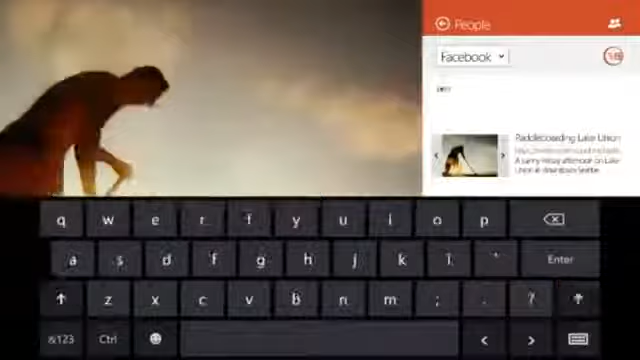 People
Facebook
Paddleboarding Lake Union
A sunny Friday afternoon on Lake
Union in downtown Seattle
q w e r t y u i o p
a s d f g h j k l ' Enter
z x c v b n m ; . ?
&123 Ctrl < >